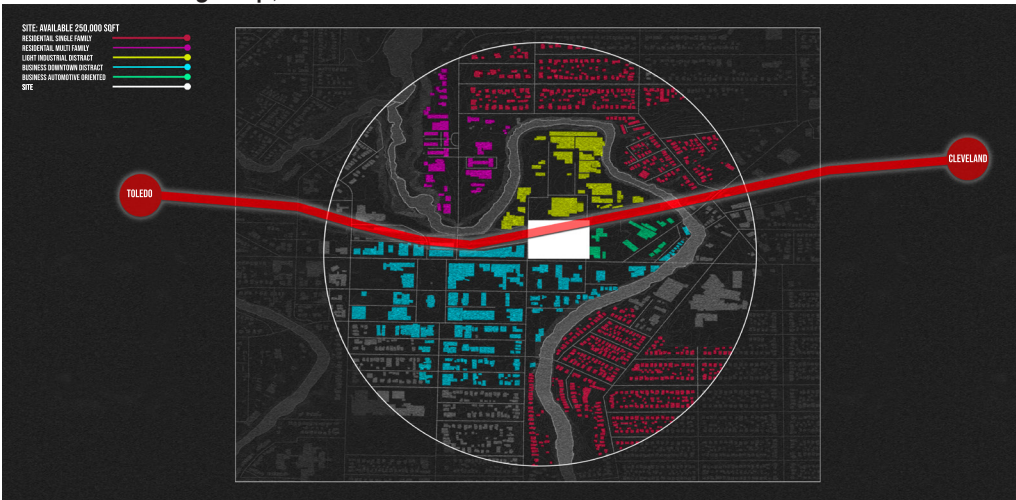 SITE: AVAILABLE 250,000 SQFT
RESIDENTAIL SINGLE FAMILY
RESIDENTAIL MULTI FAMILY
LIGHT INDUSTRIAL DISTRACT
BUSINESS DOWNTOWN DISTRACT
BUSINESS AUTOMOTIVE ORIENTED
SITE
CLEVELAND
TOLEDO